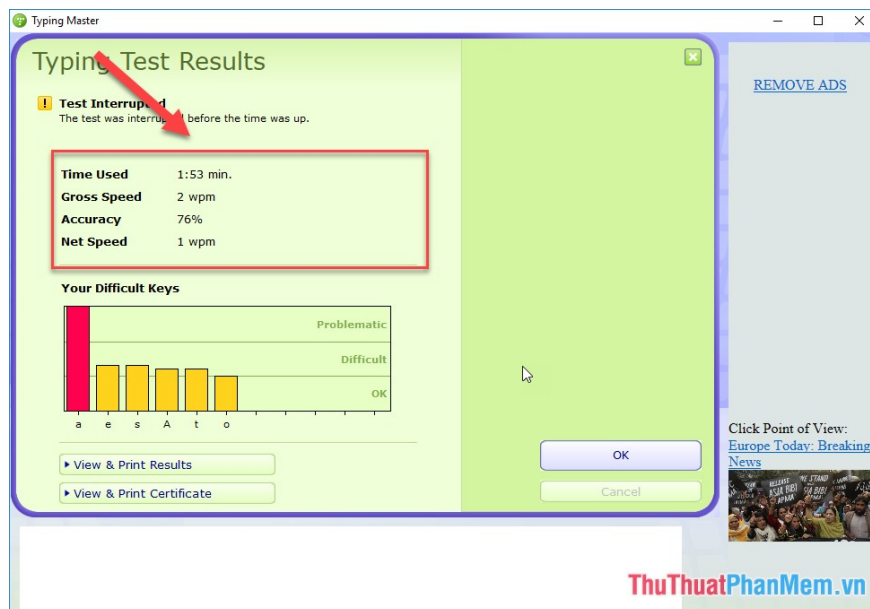 Typing Master
Typing Test Results
Test Interrupted
The test was interrupted before the time was up.
Time Used 1:53 min.
Gross Speed 2 wpm
Accuracy 76%
Net Speed 1 wpm
Your Difficult Keys
Problematic
Difficult
OK
a e s A t o
View & Print Results
View & Print Certificate
OK
Cancel
REMOVE ADS
Click Point of View:
Europe Today: Breaking
News
ThuThuatPhanMem.vn